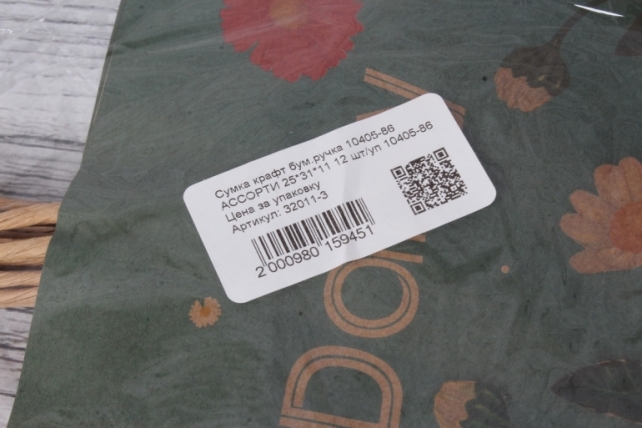 Сумка крафт бум.ручка 10405-86
АССОРТИ 25*31*11 12 шт/уп 10405-86
Цена за упаковку
Артикул: 32011-3
2 000980 159451